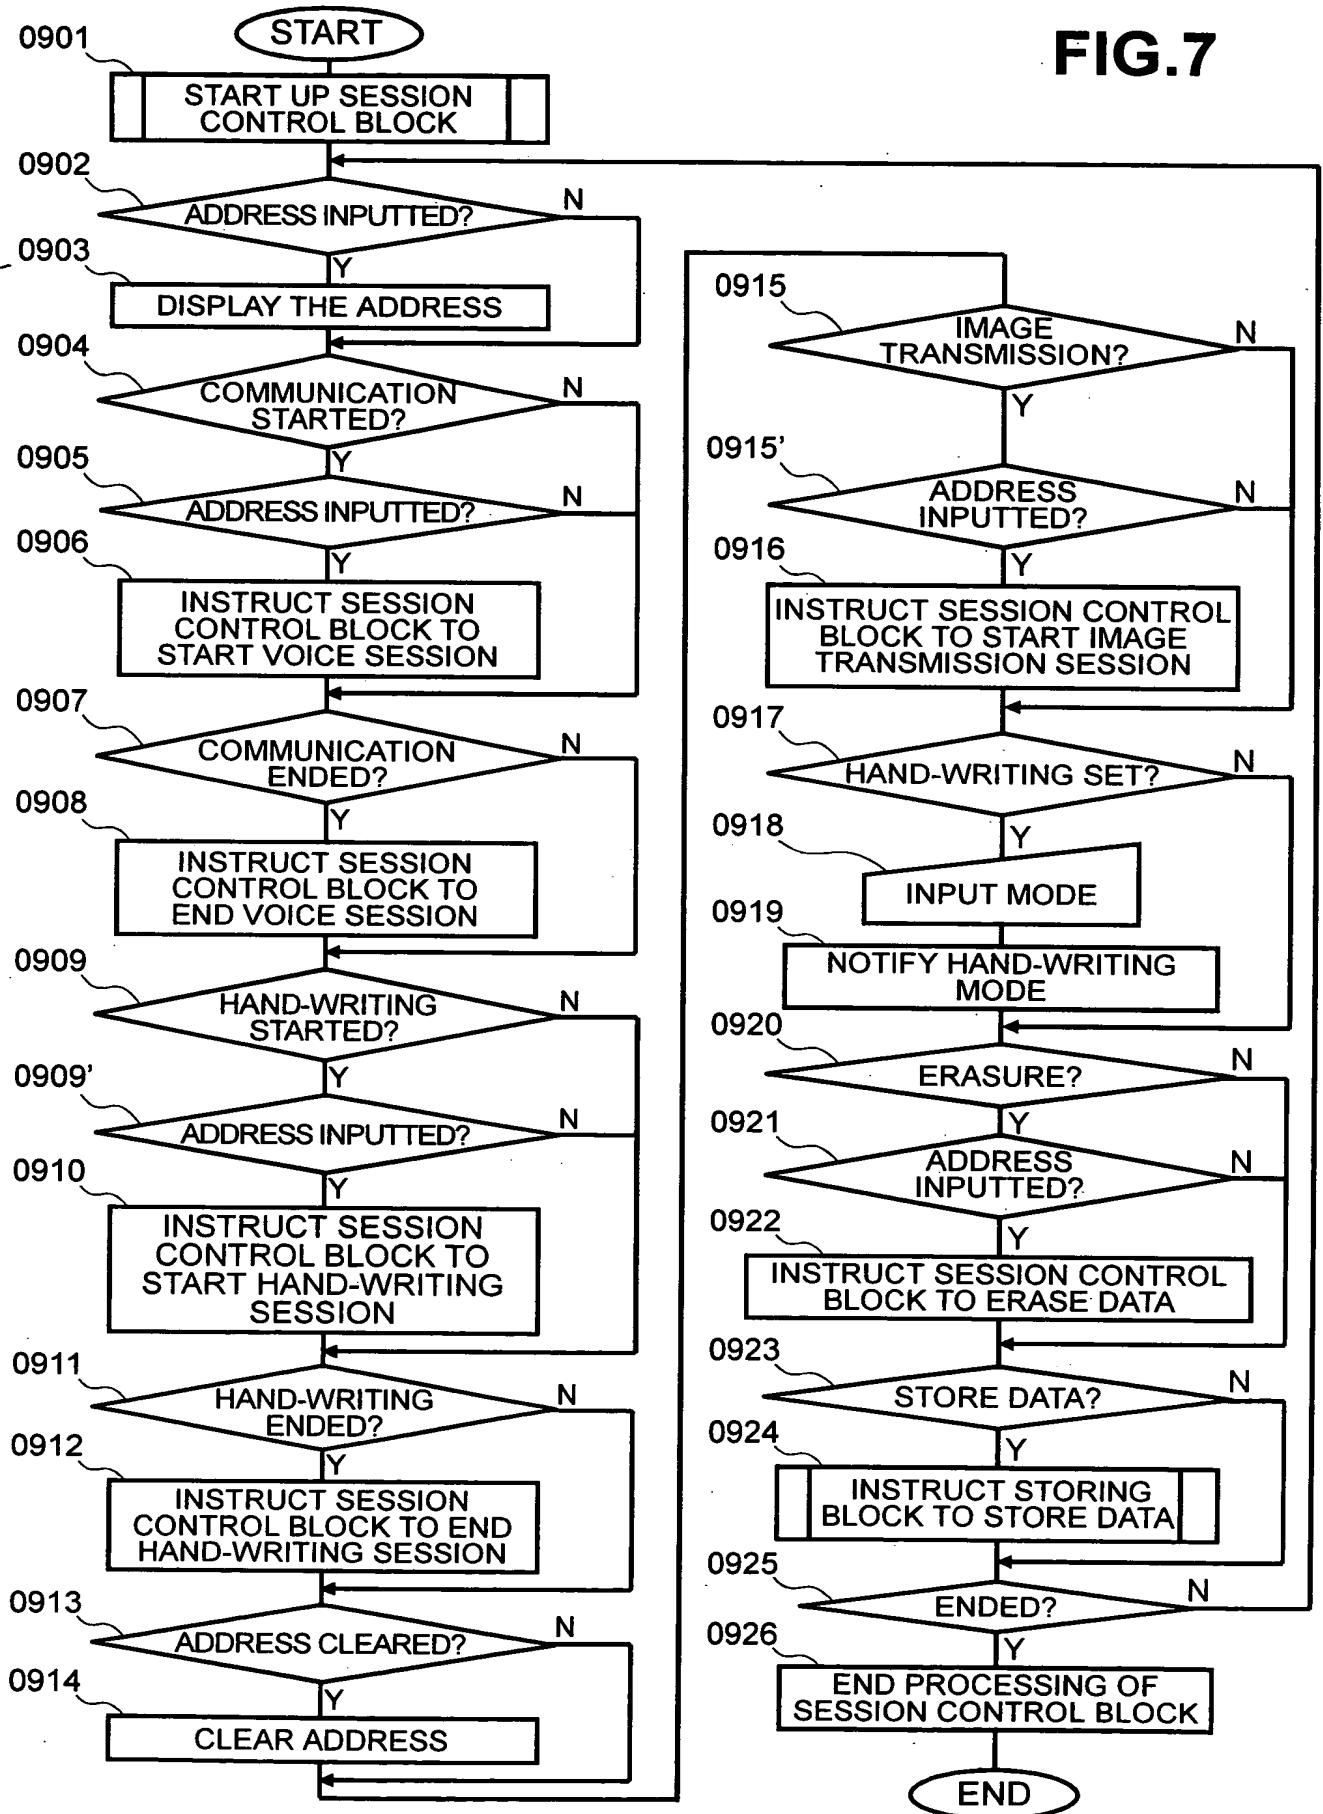 FIG.7
START
0901
START UP SESSION
CONTROL BLOCK
0902
ADDRESS INPUTTED?
N
Y
0903
DISPLAY THE ADDRESS
0904
COMMUNICATION
STARTED?
N
Y
0905
ADDRESS INPUTTED?
N
Y
0906
INSTRUCT SESSION
CONTROL BLOCK TO
START VOICE SESSION
0907
COMMUNICATION
ENDED?
N
Y
0908
INSTRUCT SESSION
CONTROL BLOCK TO
END VOICE SESSION
0909
HAND-WRITING
STARTED?
N
Y
0909'
ADDRESS INPUTTED?
N
Y
0910
INSTRUCT SESSION
CONTROL BLOCK TO
START HAND-WRITING
SESSION
0911
HAND-WRITING
ENDED?
N
Y
0912
INSTRUCT SESSION
CONTROL BLOCK TO END
HAND-WRITING SESSION
0913
ADDRESS CLEARED?
N
Y
0914
CLEAR ADDRESS
0915
IMAGE
TRANSMISSION?
N
Y
0915'
ADDRESS
INPUTTED?
N
Y
0916
INSTRUCT SESSION CONTROL
BLOCK TO START IMAGE
TRANSMISSION SESSION
0917
HAND-WRITING SET?
N
Y
0918
INPUT MODE
0919
NOTIFY HAND-WRITING
MODE
0920
ERASURE?
N
Y
0921
ADDRESS
INPUTTED?
N
Y
0922
INSTRUCT SESSION CONTROL
BLOCK TO ERASE DATA
0923
STORE DATA?
N
Y
0924
INSTRUCT STORING
BLOCK TO STORE DATA
0925
ENDED?
N
Y
0926
END PROCESSING OF
SESSION CONTROL BLOCK
END